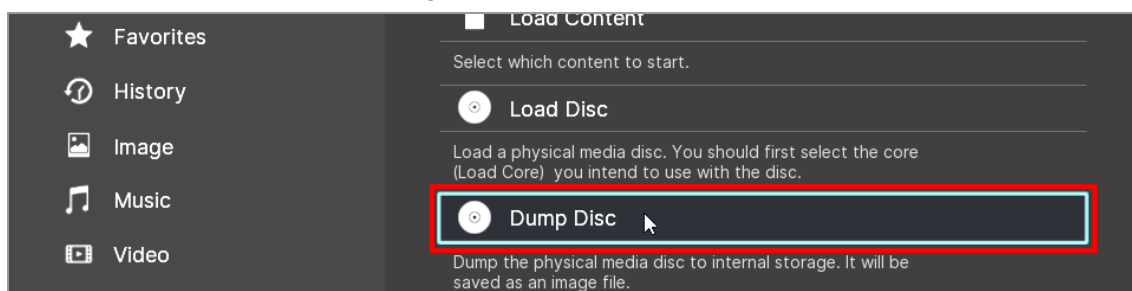 Load Content
Favorites
Select which content to start.
History
Load Disc
Image
Load a physical media disc. You should first select the core
(Load Core) you intend to use with the disc.
Music
Dump Disc
Video
Dump the physical media disc to internal storage. It will be
saved as an image file.